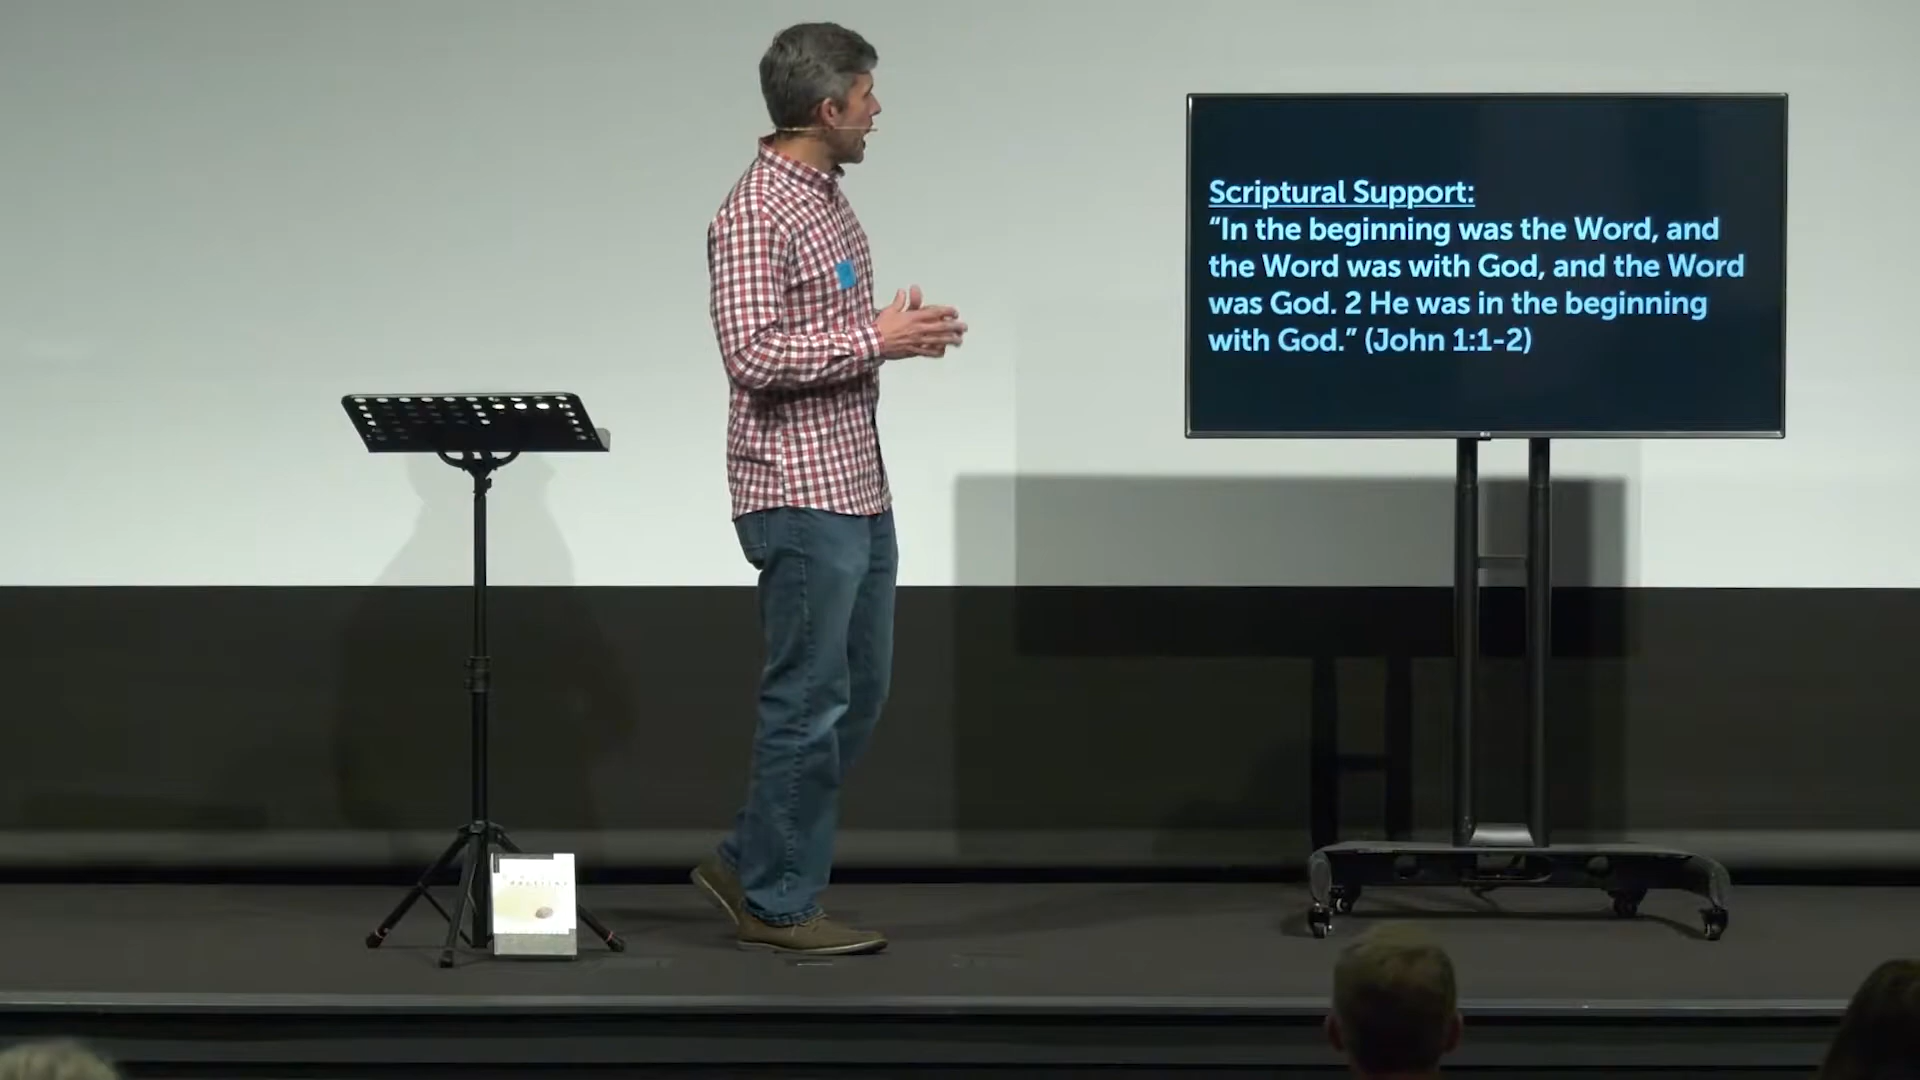 Scriptural Support:
“In the beginning was the Word, and
the Word was with God, and the Word
was God. 2 He was in the beginning
with God.” (John 1:1-2)